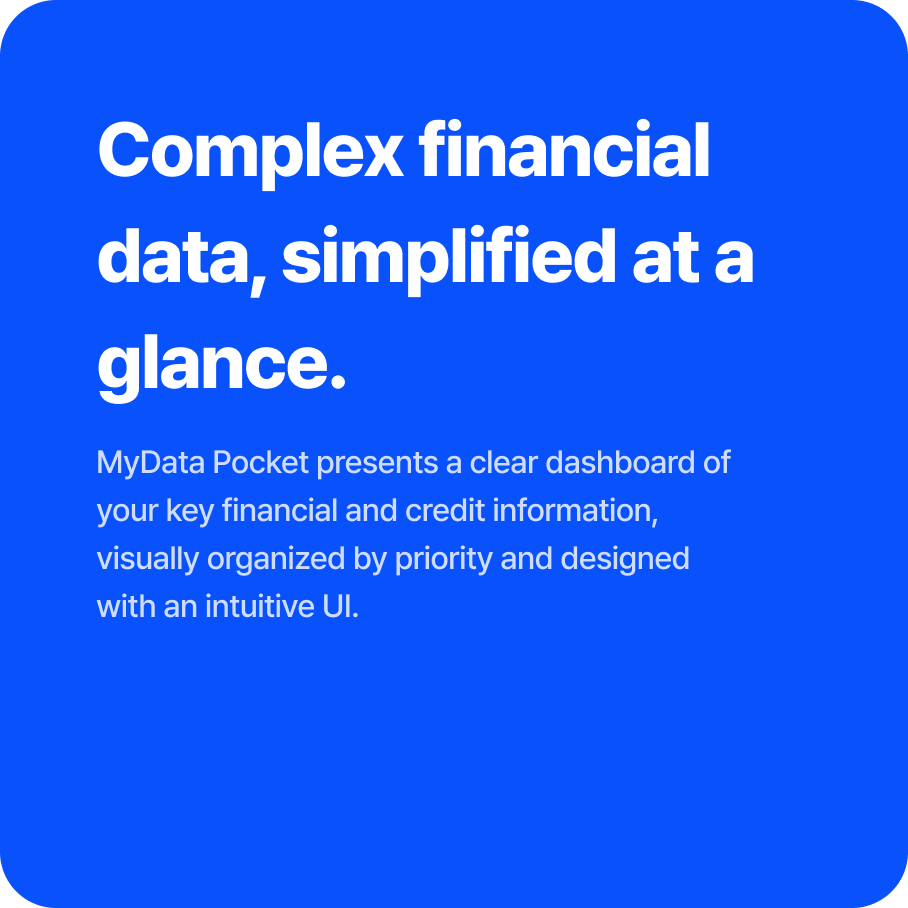 Complex financial
data, simplified at a
glance.
MyData Pocket presents a clear dashboard of
your key financial and credit information,
visually organized by priority and designed
with an intuitive UI.